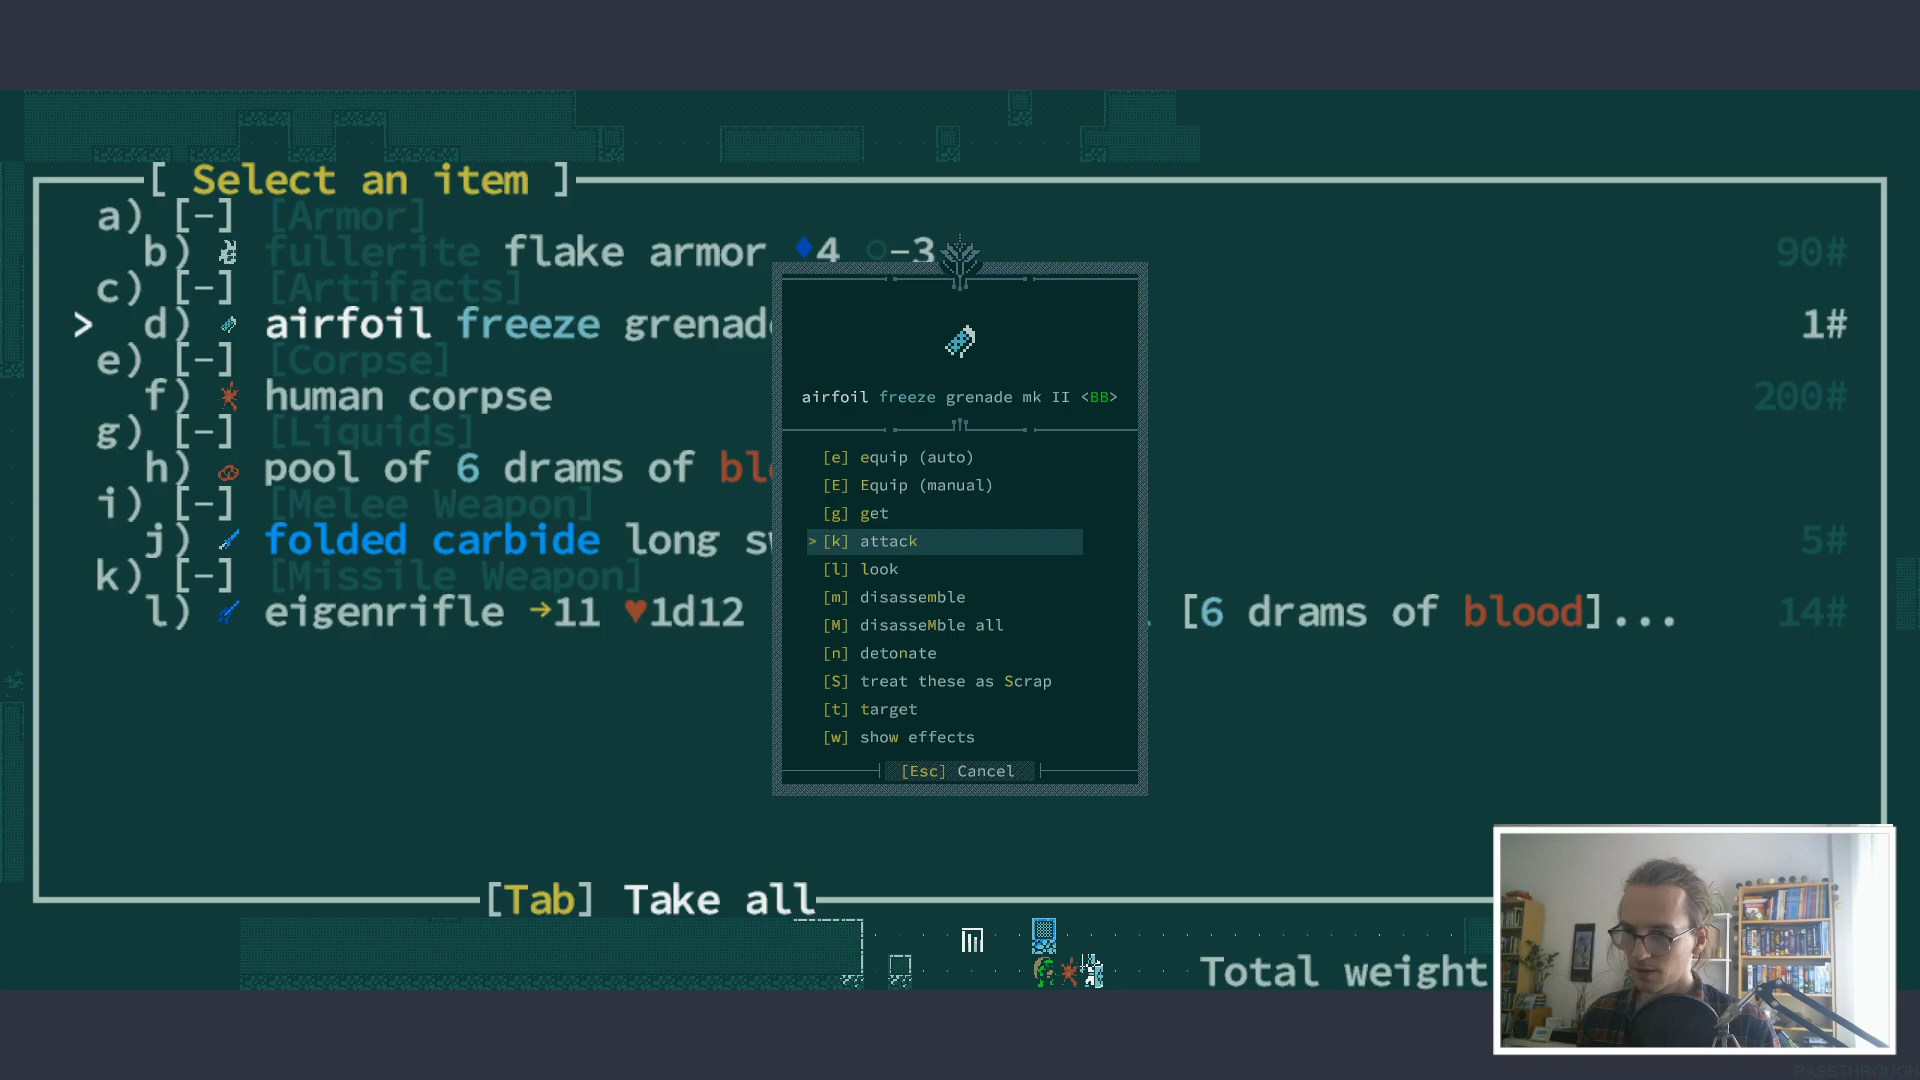 [ Select an item ]
a) [-] [Armor]
b) fullerite flake armor ♦4 ○-3 90#
c) [-] [Artifacts]
> d) airfoil freeze grenad 1#
e) [-] [Corpse]
f) human corpse 200#
g) [-] [Liquids]
h) pool of 6 drams of blo
i) [-] [Melee Weapon]
j) folded carbide long s 5#
k) [-] [Missile Weapon]
l) eigenrifle →11 ♥1d12 [6 drams of blood]... 14#
airfoil freeze grenade mk II <BB>
[e] equip (auto)
[E] Equip (manual)
[g] get
> [k] attack
[l] look
[m] disassemble
[M] disasseMble all
[n] detonate
[S] treat these as Scrap
[t] target
[w] show effects
[Esc] Cancel
[Tab] Take all
Total weight
PASSTHROUGH